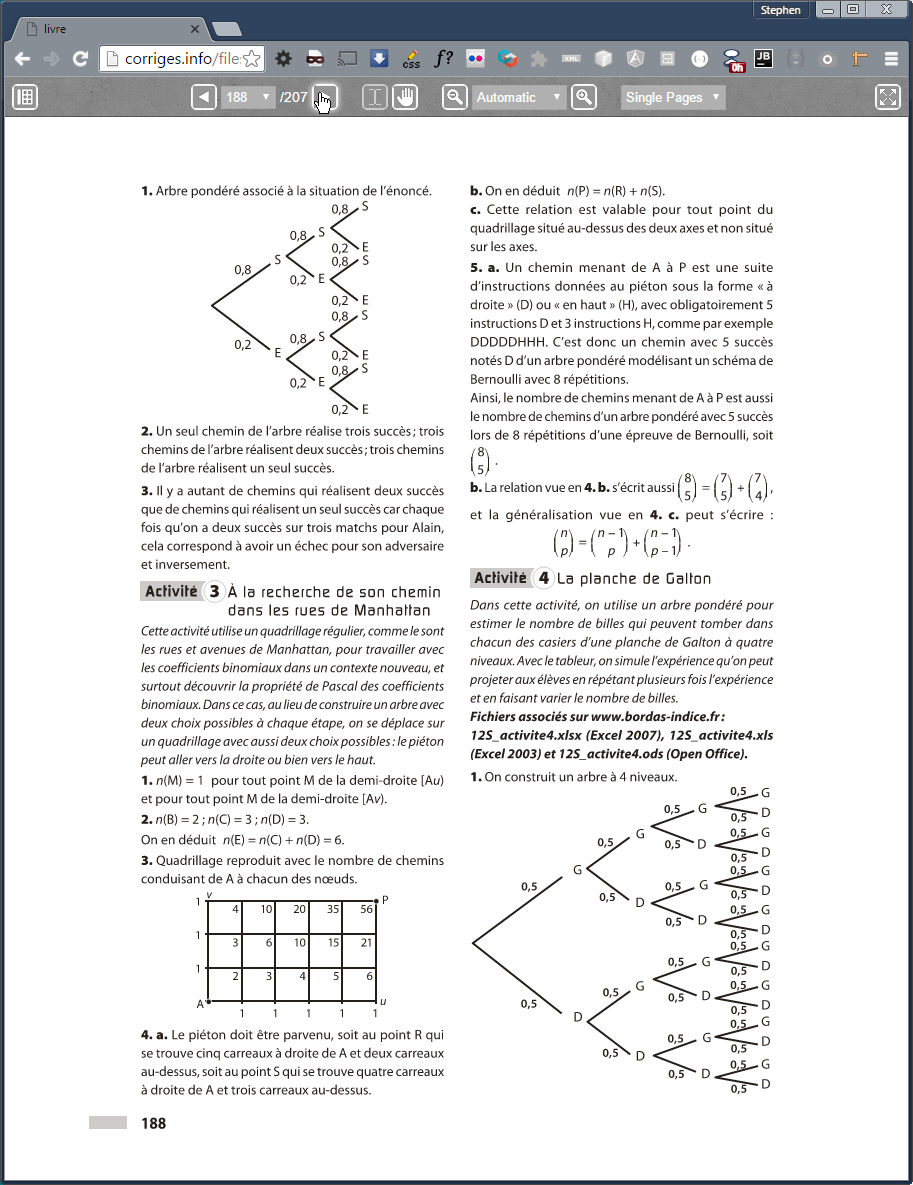 Stephen
livre
corriges.info/file
f?
css
XML
0h
JB
188
/207
Automatic
Single Pages
1. Arbre pondéré associé à la situation de l'énoncé.
0,8 S
0,8 S
0,2 E
0,8 S
0,8 S
0,2 E
0,2 E
0,8 S
0,2 E
0,8 S
0,2 E
0,2 E
0,8 S
0,2 E
2. Un seul chemin de l'arbre réalise trois succès ; trois
chemins de l'arbre réalisent deux succès ; trois chemins
de l'arbre réalisent un seul succès.
3. Il y a autant de chemins qui réalisent deux succès
que de chemins qui réalisent un seul succès car chaque
fois qu'on a deux succès sur trois matchs pour Alain,
cela correspond à avoir un échec pour son adversaire
et inversement.
Activité 3 À la recherche de son chemin
dans les rues de Manhattan
Cette activité utilise un quadrillage régulier, comme le sont
les rues et avenues de Manhattan, pour travailler avec
les coefficients binomiaux dans un contexte nouveau, et
surtout découvrir la propriété de Pascal des coefficients
binomiaux. Dans ce cas, au lieu de construire un arbre avec
deux choix possibles à chaque étape, on se déplace sur
un quadrillage avec aussi deux choix possibles : le piéton
peut aller vers la droite ou bien vers le haut.
1. n(M) = 1 pour tout point M de la demi-droite [Au)
et pour tout point M de la demi-droite [Av).
2. n(B) = 2 ; n(C) = 3 ; n(D) = 3.
On en déduit n(E) = n(C) + n(D) = 6.
3. Quadrillage reproduit avec le nombre de chemins
conduisant de A à chacun des nœuds.
v
1 4 10 20 35 56 P
1 3 6 10 15 21
1 2 3 4 5 6
A u
1 1 1 1 1
4. a. Le piéton doit être parvenu, soit au point R qui
se trouve cinq carreaux à droite de A et deux carreaux
au-dessus, soit au point S qui se trouve quatre carreaux
à droite de A et trois carreaux au-dessus.
188
b. On en déduit n(P) = n(R) + n(S).
c. Cette relation est valable pour tout point du
quadrillage situé au-dessus des deux axes et non situé
sur les axes.
5. a. Un chemin menant de A à P est une suite
d'instructions données au piéton sous la forme « à
droite » (D) ou « en haut » (H), avec obligatoirement 5
instructions D et 3 instructions H, comme par exemple
DDDDDHHH. C'est donc un chemin avec 5 succès
notés D d'un arbre pondéré modélisant un schéma de
Bernoulli avec 8 répétitions.
Ainsi, le nombre de chemins menant de A à P est aussi
le nombre de chemins d'un arbre pondéré avec 5 succès
lors de 8 répétitions d'une épreuve de Bernoulli, soit
(8 5) .
b. La relation vue en 4. b. s'écrit aussi (8 5) = (7 5) + (7 4) ,
et la généralisation vue en 4. c. peut s'écrire :
(n p) = (n – 1 p) + (n – 1 p – 1) .
Activité 4 La planche de Galton
Dans cette activité, on utilise un arbre pondéré pour
estimer le nombre de billes qui peuvent tomber dans
chacun des casiers d'une planche de Galton à quatre
niveaux. Avec le tableur, on simule l'expérience qu'on peut
projeter aux élèves en répétant plusieurs fois l'expérience
et en faisant varier le nombre de billes.
Fichiers associés sur www.bordas-indice.fr :
12S_activite4.xlsx (Excel 2007), 12S_activite4.xls
(Excel 2003) et 12S_activite4.ods (Open Office).
1. On construit un arbre à 4 niveaux.
0,5 G
0,5 G
0,5 D
0,5 G
0,5 G
0,5 D
0,5 D
0,5 G
0,5 G
0,5 G
0,5 D
0,5 D
0,5 G
0,5 D
0,5 D
0,5 G
0,5 G
0,5 D
0,5 G
0,5 G
0,5 D
0,5 D
0,5 D
0,5 G
0,5 G
0,5 D
0,5 D
0,5 G
0,5 D
0,5 D